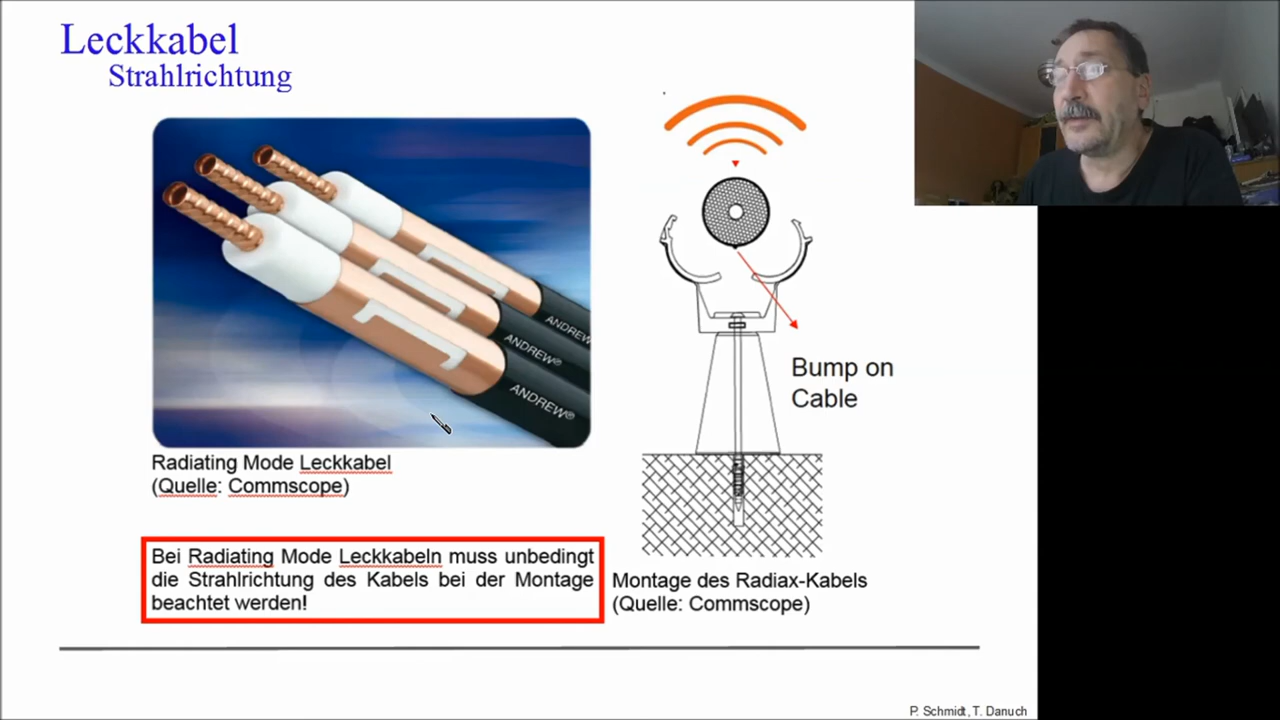 Leckkabel
Strahlrichtung
ANDREW
ANDREW®
ANDREW®
Bump on
Cable
Radiating Mode Leckkabel
(Quelle: Commscope)
Bei Radiating Mode Leckkabeln muss unbedingt
die Strahlrichtung des Kabels bei der Montage
beachtet werden!
Montage des Radiax-Kabels
(Quelle: Commscope)
P. Schmidt, T. Danuch